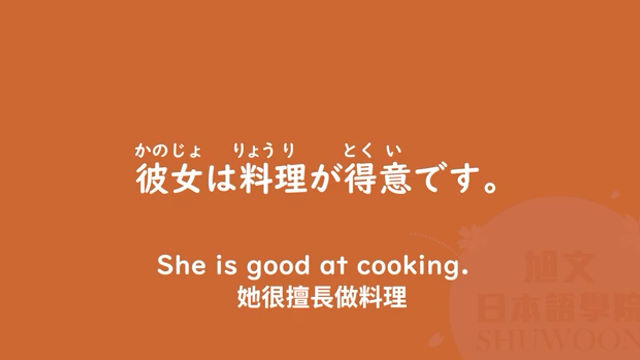 かのじょ りょうり とくい
彼女は料理が得意です。
She is good at cooking.
她很擅長做料理
旭文
日本語學院
SHUWOON